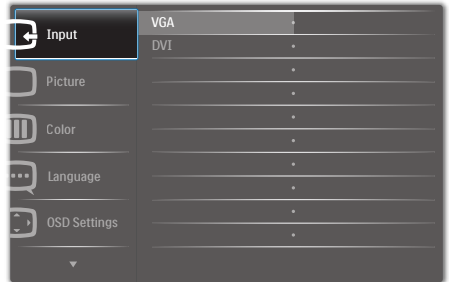 Input
Picture
Color
Language
OSD Settings
VGA
DVI